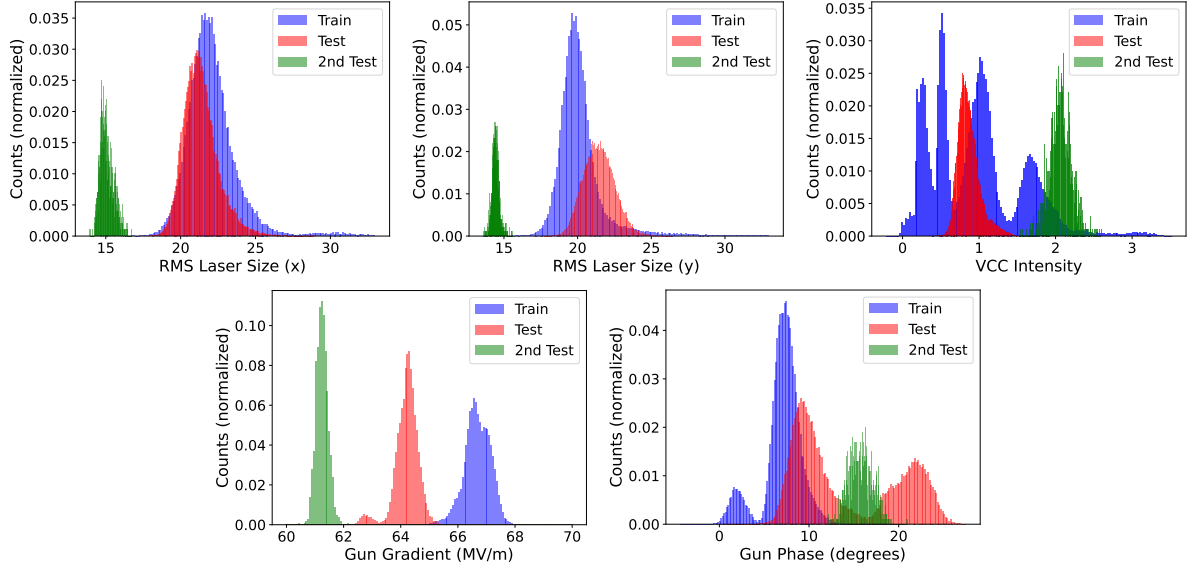 Counts (normalized)
0.035
0.030
0.025
0.020
0.015
0.010
0.005
0.000
15 20 25 30
RMS Laser Size (x)
Train
Test
2nd Test
Counts (normalized)
0.05
0.04
0.03
0.02
0.01
0.00
15 20 25 30
RMS Laser Size (y)
Train
Test
2nd Test
Counts (normalized)
0.035
0.030
0.025
0.020
0.015
0.010
0.005
0.000
0 1 2 3
VCC Intensity
Train
Test
2nd Test
Counts (normalized)
0.10
0.08
0.06
0.04
0.02
0.00
60 62 64 66 68 70
Gun Gradient (MV/m)
Train
Test
2nd Test
Counts (normalized)
0.04
0.03
0.02
0.01
0.00
0 10 20
Gun Phase (degrees)
Train
Test
2nd Test